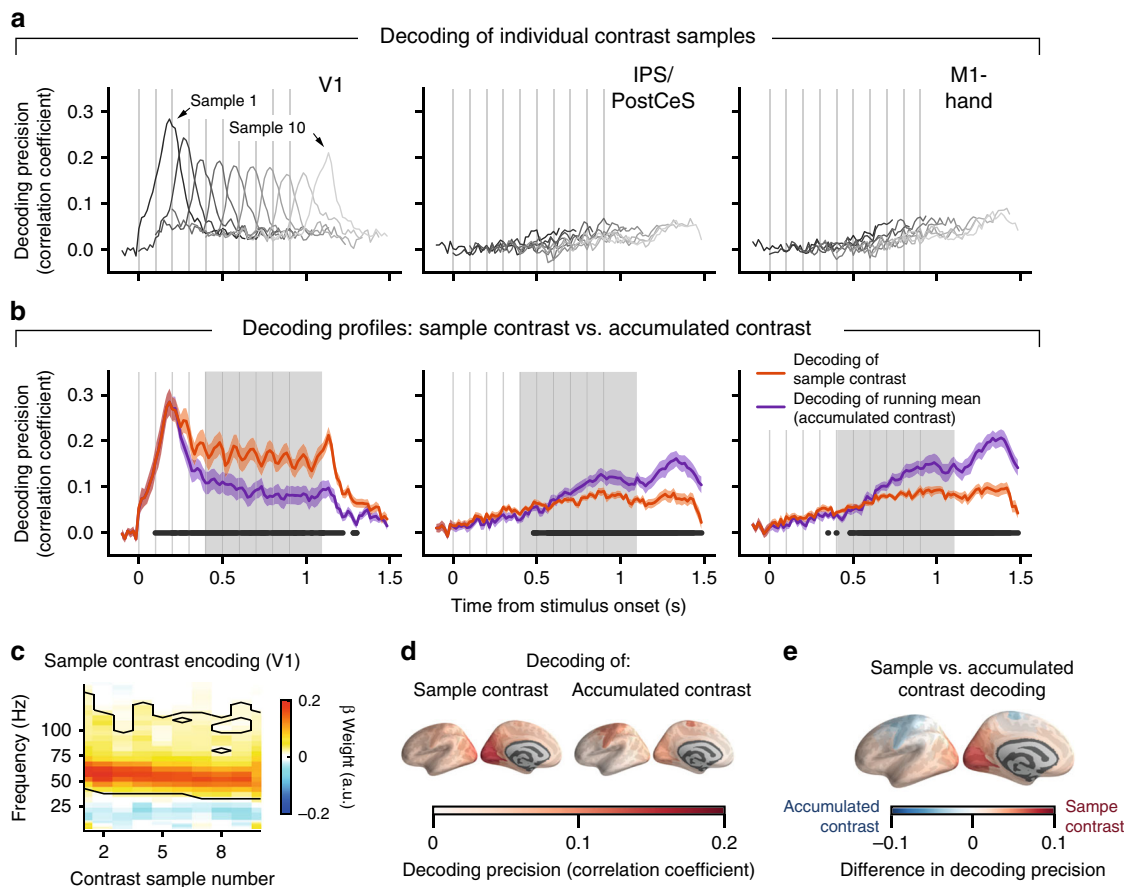 a
Decoding of individual contrast samples
V1
IPS/
PostCeS
M1-
hand
Sample 1
Sample 10
Decoding precision
(correlation coefficient)
0.3
0.2
0.1
0.0
b
Decoding profiles: sample contrast vs. accumulated contrast
Decoding of
sample contrast
Decoding of running mean
(accumulated contrast)
Decoding precision
(correlation coefficient)
0.3
0.2
0.1
0.0
0 0.5 1 1.5
0 0.5 1 1.5
0 0.5 1 1.5
Time from stimulus onset (s)
c
Sample contrast encoding (V1)
Frequency (Hz)
100
75
50
25
2 5 8
Contrast sample number
0.2
0
−0.2
β Weight (a.u.)
d
Decoding of:
Sample contrast Accumulated contrast
0 0.1 0.2
Decoding precision (correlation coefficient)
e
Sample vs. accumulated
contrast decoding
Accumulated
contrast
Sampe
contrast
−0.1 0 0.1
Difference in decoding precision